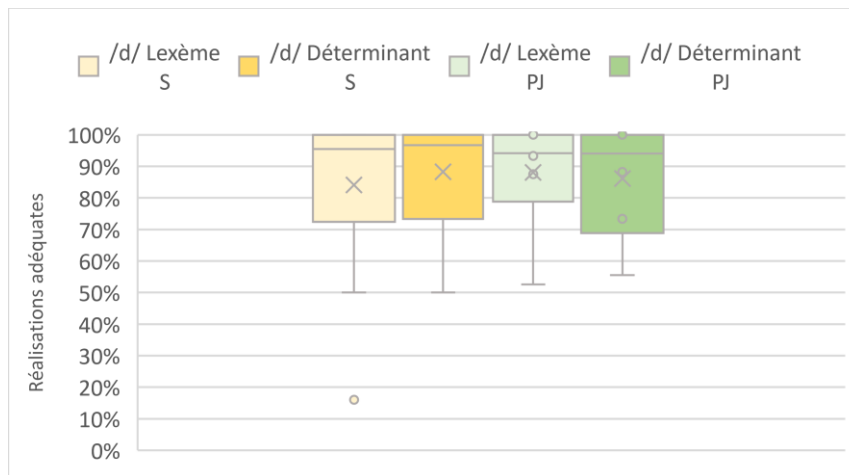 /d/ Lexème S
/d/ Déterminant S
/d/ Lexème PJ
/d/ Déterminant PJ
Réalisations adéquates
100%
90%
80%
70%
60%
50%
40%
30%
20%
10%
0%